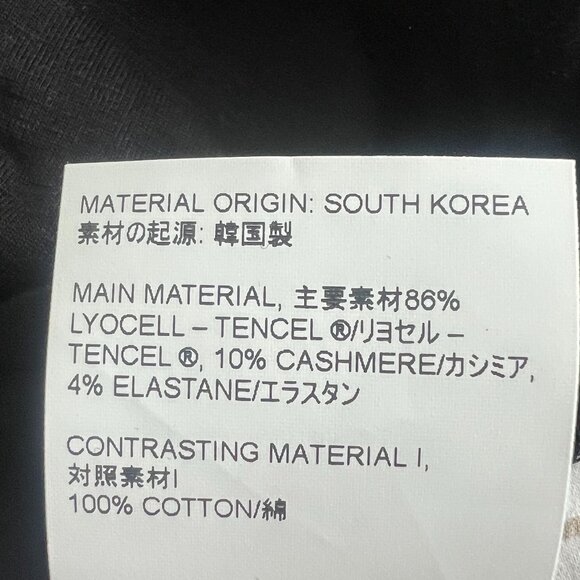 MATERIAL ORIGIN: SOUTH KOREA
素材の起源: 韓国製
MAIN MATERIAL, 主要素材86%
LYOCELL – TENCEL ®/リヨセル –
TENCEL ®, 10% CASHMERE/カシミア,
4% ELASTANE/エラスタン
CONTRASTING MATERIAL I,
対照素材I
100% COTTON/綿